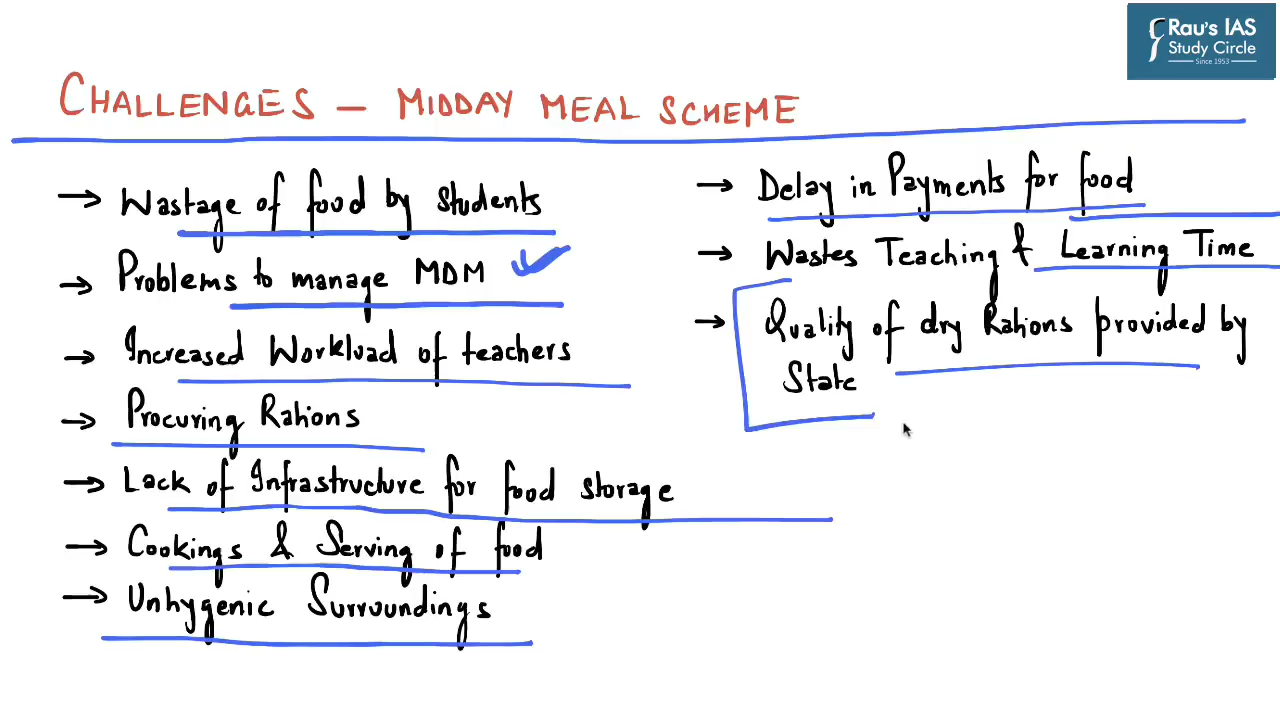 Rau's IAS
Study Circle
Since 1953
CHALLENGES – MIDDAY MEAL SCHEME
→ Wastage of food by students
→ Problems to manage MDM
→ Increased Workload of teachers
→ Procuring Rations
→ Lack of Infrastructure for food storage
→ Cookings & Serving of food
→ Unhygenic Surroundings
→ Delay in Payments for food
→ Wastes Teaching & Learning Time
→ Quality of dry Rations provided by
State